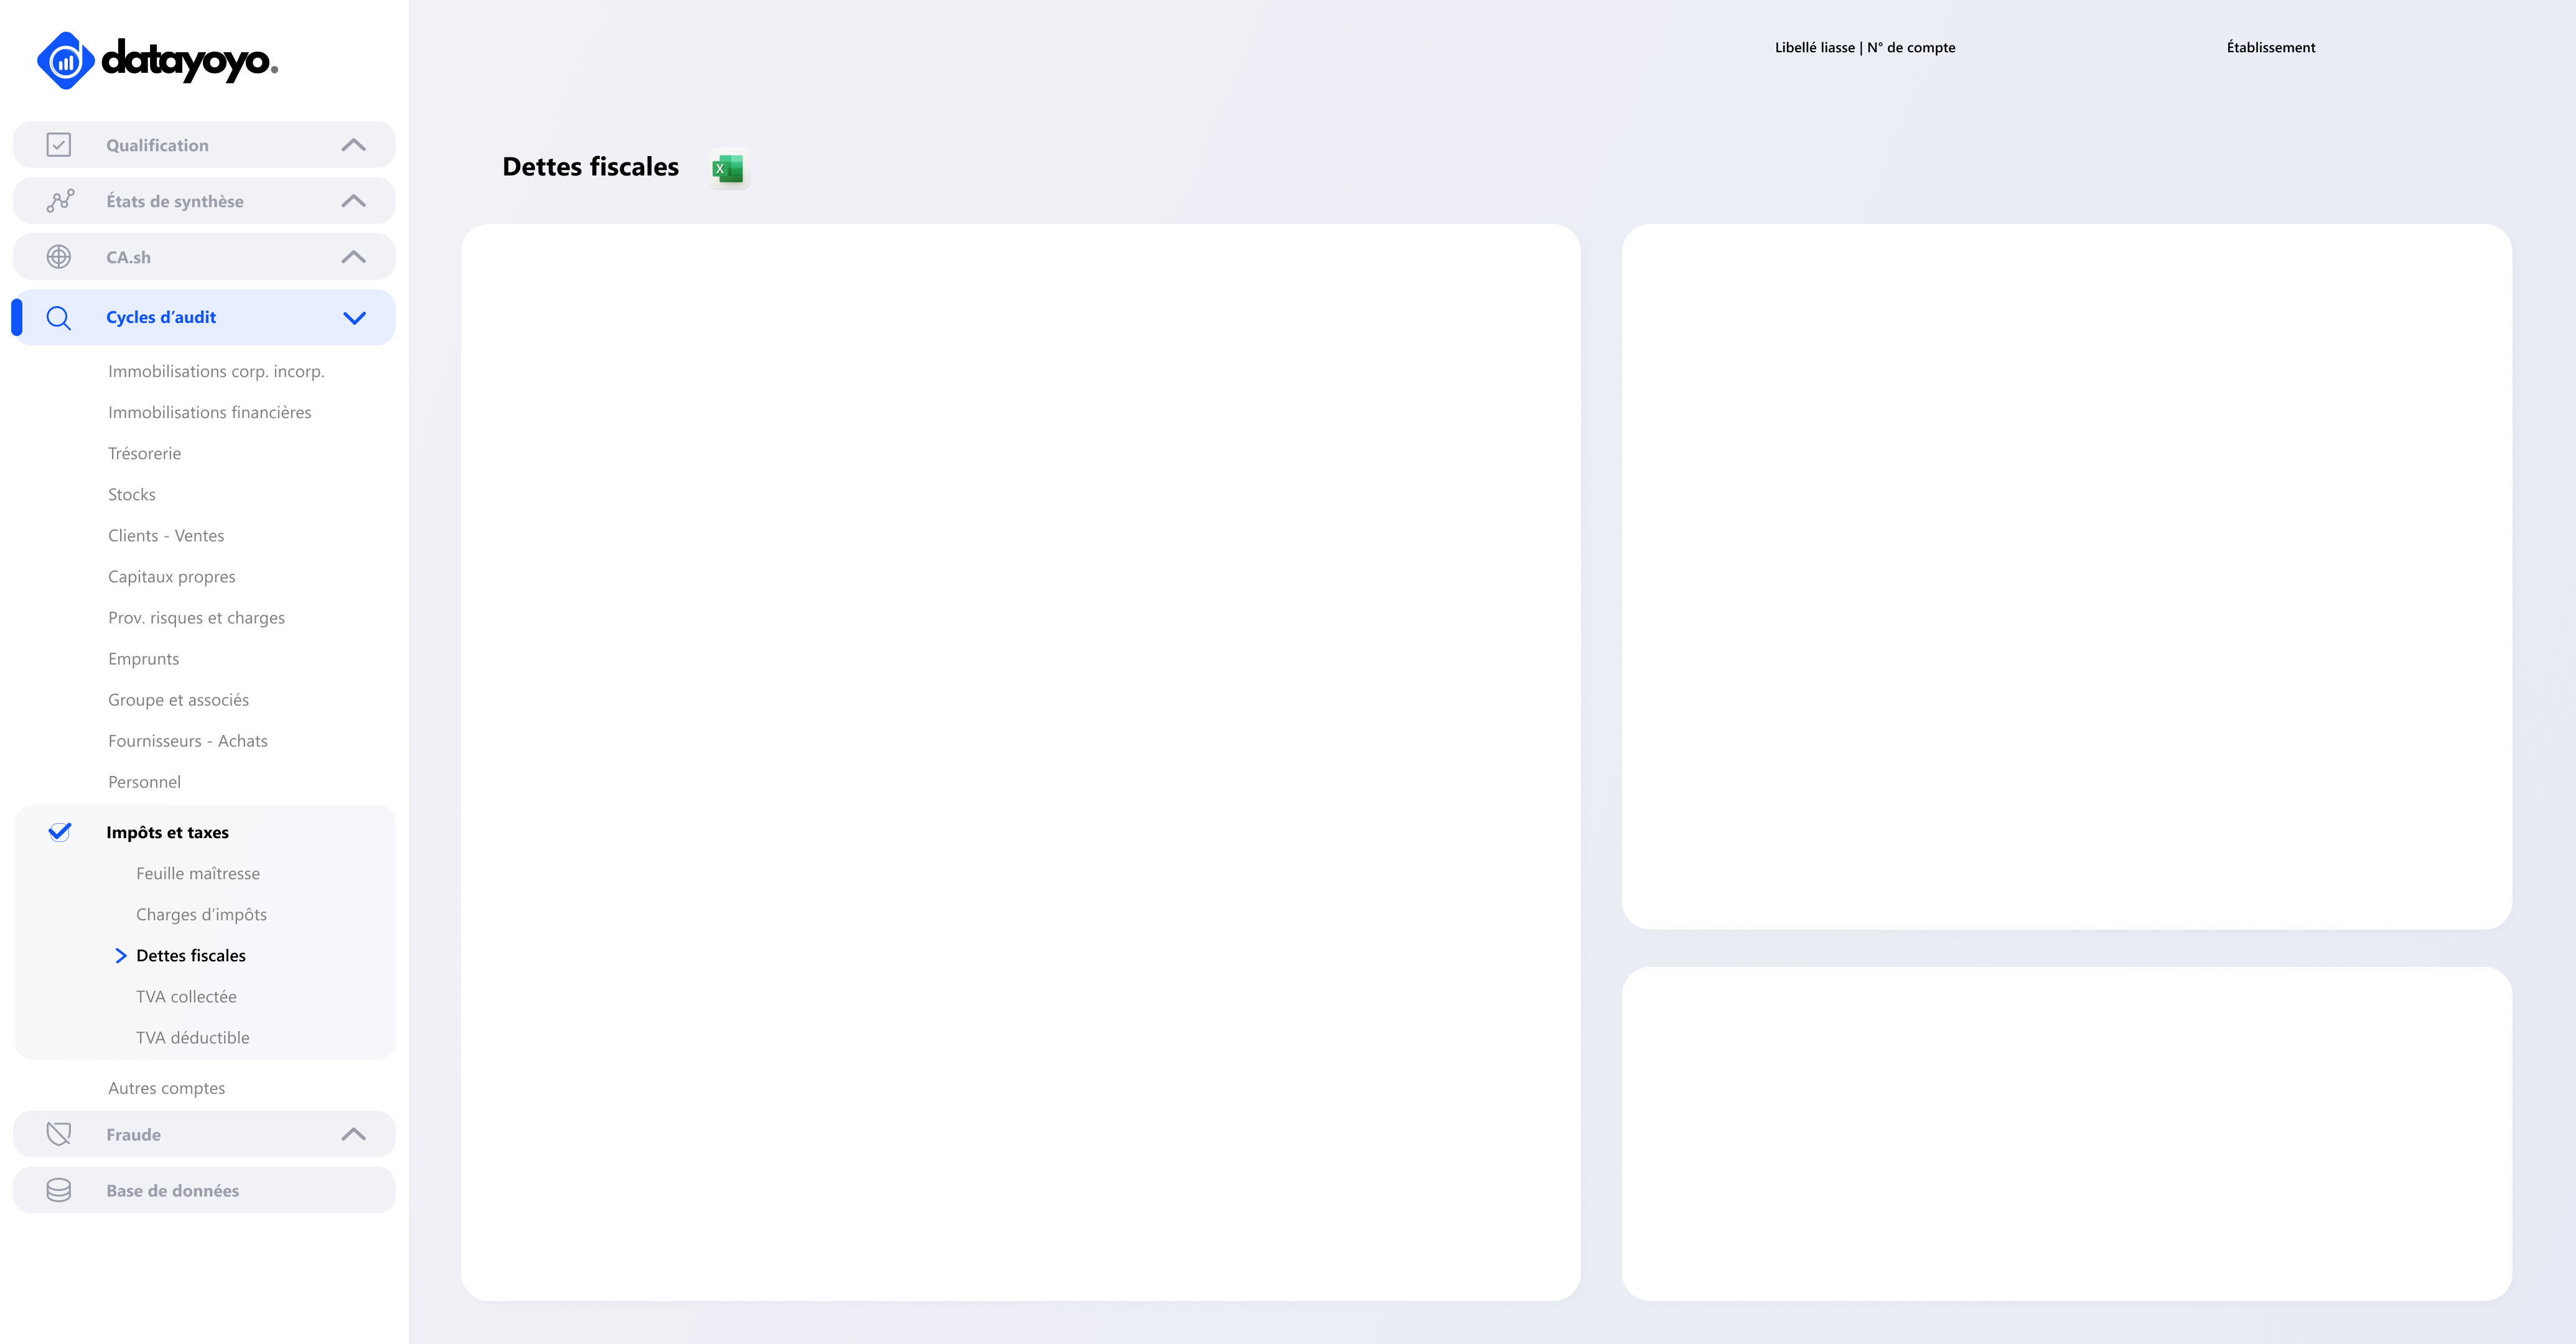 datayoyo.
Libellé liasse | N° de compte
Établissement
Qualification
États de synthèse
CA.sh
Cycles d’audit
Immobilisations corp. incorp.
Immobilisations financières
Trésorerie
Stocks
Clients - Ventes
Capitaux propres
Prov. risques et charges
Emprunts
Groupe et associés
Fournisseurs - Achats
Personnel
Impôts et taxes
Feuille maîtresse
Charges d’impôts
Dettes fiscales
TVA collectée
TVA déductible
Autres comptes
Fraude
Base de données
Dettes fiscales
X